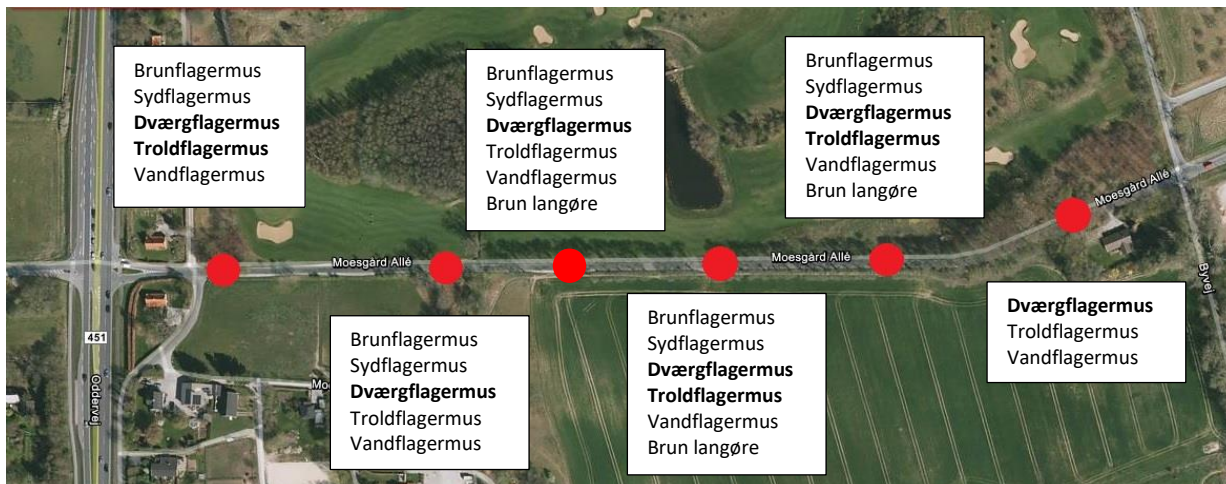 Brunflagermus
Sydflagermus
Dværgflagermus
Troldflagermus
Vandflagermus
Brunflagermus
Sydflagermus
Dværgflagermus
Troldflagermus
Vandflagermus
Brun langøre
Brunflagermus
Sydflagermus
Dværgflagermus
Troldflagermus
Vandflagermus
Brun langøre
Moesgård Allé
Moesgård Allé
Moesgård Allé
Byvej
451
Oddervej
Mo
Brunflagermus
Sydflagermus
Dværgflagermus
Troldflagermus
Vandflagermus
Brunflagermus
Sydflagermus
Dværgflagermus
Troldflagermus
Vandflagermus
Brun langøre
Dværgflagermus
Troldflagermus
Vandflagermus